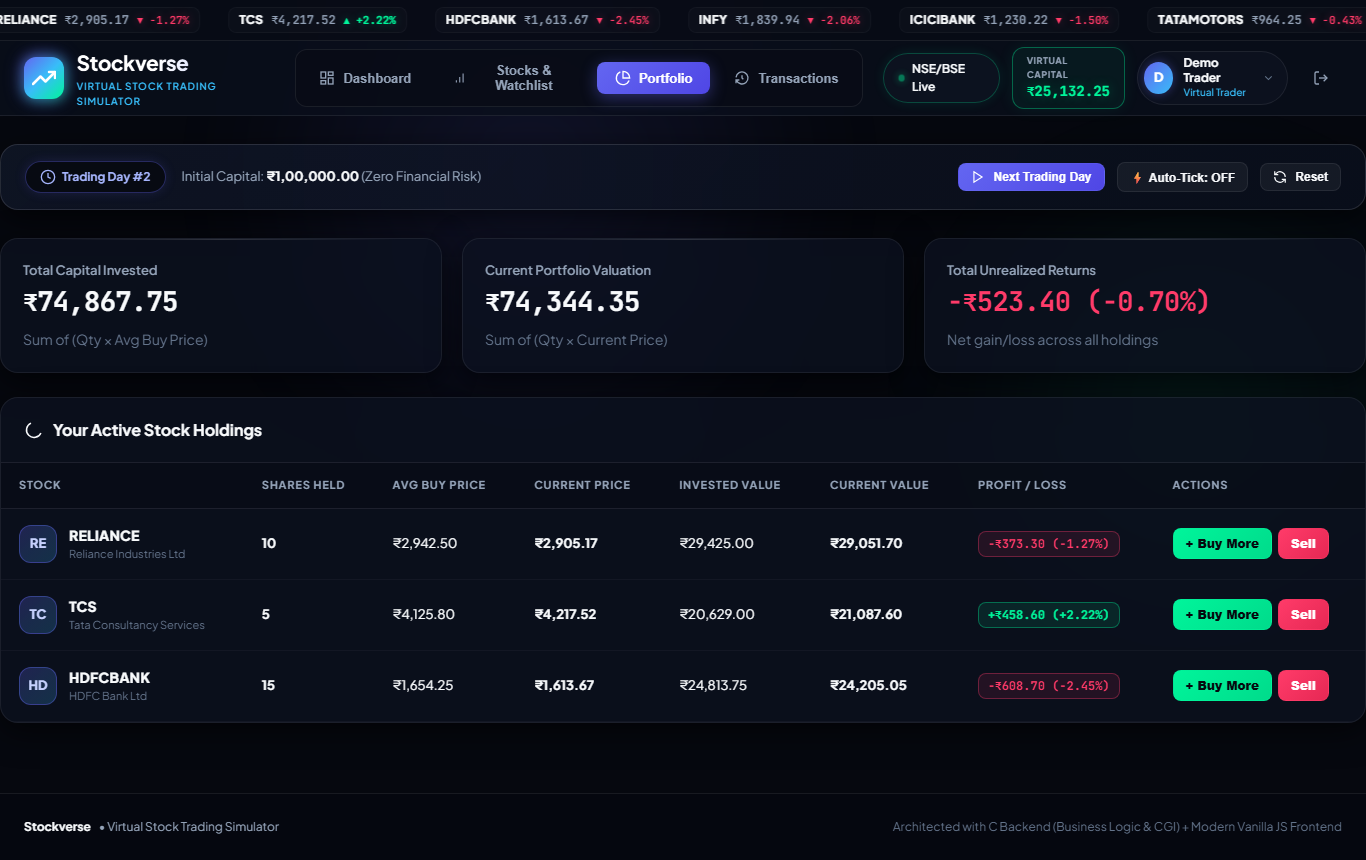 RELIANCE ₹2,905.17 ▼ -1.27% TCS ₹4,217.52 ▲ +2.22% HDFCBANK ₹1,613.67 ▼ -2.45% INFY ₹1,839.94 ▼ -2.06% ICICIBANK ₹1,230.22 ▼ -1.50% TATAMOTORS ₹964.25 ▼ -0.43%
Stockverse
VIRTUAL STOCK TRADING
SIMULATOR
Dashboard
Stocks &
Watchlist
Portfolio
Transactions
NSE/BSE
Live
VIRTUAL
CAPITAL
₹25,132.25
D
Demo
Trader
Virtual Trader
Trading Day #2 Initial Capital: ₹1,00,000.00 (Zero Financial Risk) Next Trading Day Auto-Tick: OFF Reset
Total Capital Invested
₹74,867.75
Sum of (Qty × Avg Buy Price)
Current Portfolio Valuation
₹74,344.35
Sum of (Qty × Current Price)
Total Unrealized Returns
-₹523.40 (-0.70%)
Net gain/loss across all holdings
Your Active Stock Holdings
STOCK SHARES HELD AVG BUY PRICE CURRENT PRICE INVESTED VALUE CURRENT VALUE PROFIT / LOSS ACTIONS
RE RELIANCE 10 ₹2,942.50 ₹2,905.17 ₹29,425.00 ₹29,051.70 -₹373.30 (-1.27%) + Buy More Sell
Reliance Industries Ltd
TC TCS 5 ₹4,125.80 ₹4,217.52 ₹20,629.00 ₹21,087.60 +₹458.60 (+2.22%) + Buy More Sell
Tata Consultancy Services
HD HDFCBANK 15 ₹1,654.25 ₹1,613.67 ₹24,813.75 ₹24,205.05 -₹608.70 (-2.45%) + Buy More Sell
HDFC Bank Ltd
Stockverse • Virtual Stock Trading Simulator Architected with C Backend (Business Logic & CGI) + Modern Vanilla JS Frontend